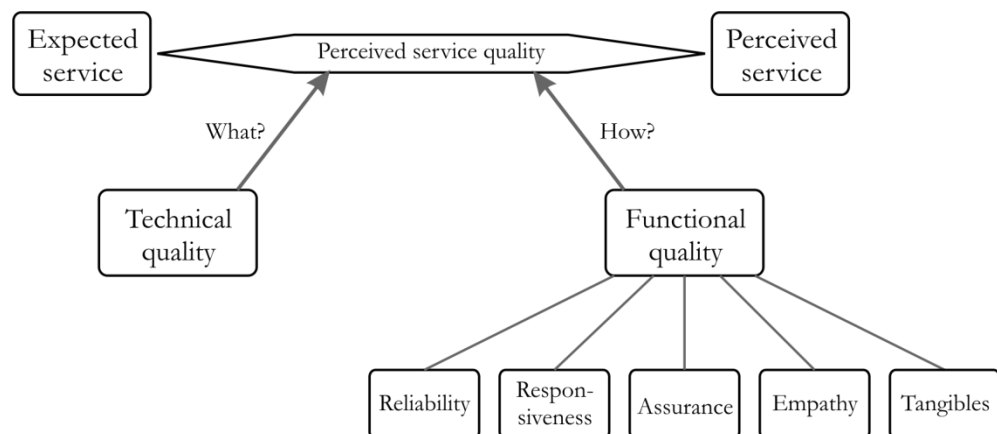 Expected
service
Perceived service quality
Perceived
service
What?
How?
Technical
quality
Functional
quality
Reliability
Respon-
siveness
Assurance
Empathy
Tangibles